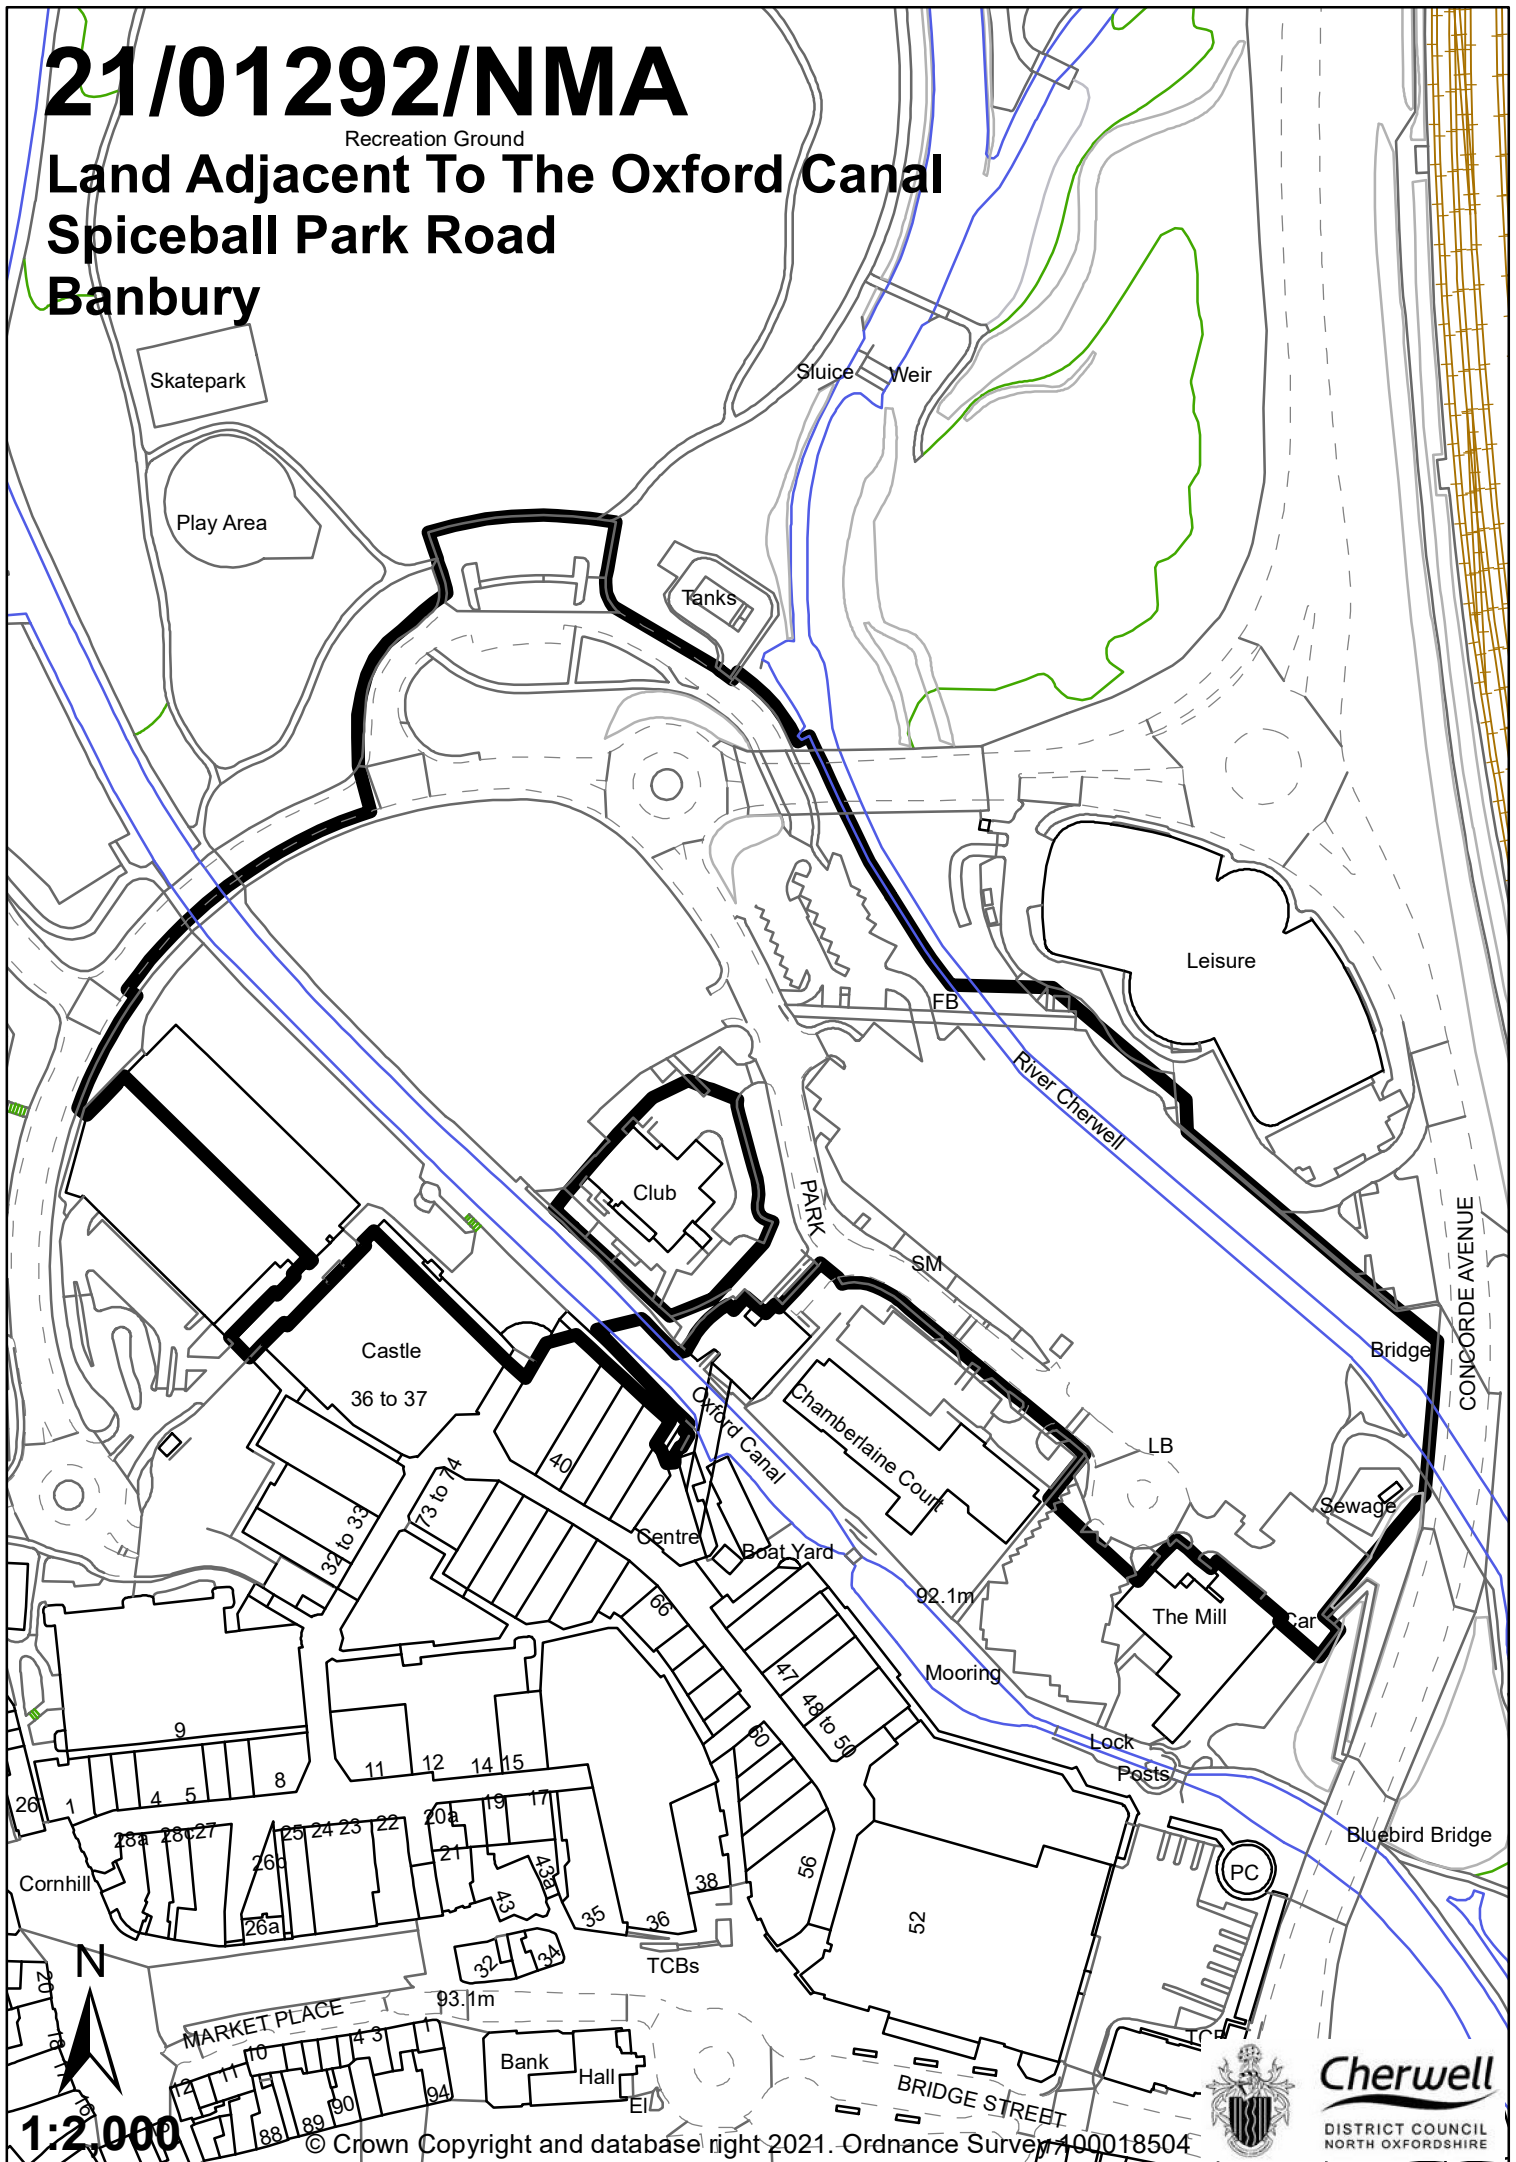 21/01292/NMA
Recreation Ground
Land Adjacent To The Oxford Canal
Spiceball Park Road
Banbury
Skatepark
Sluice
Weir
Play Area
Tanks
Leisure
FB
River Cherwell
Club
PARK
CONCORDE AVENUE
SM
Castle
36 to 37
Bridge
Oxford Canal
Chamberlaine Court
LB
40
73 to 74
Sewage
32 to 33
Centre
Boat Yard
92.1m
66
The Mill
Car
47
48 to 50
Mooring
9
60
Lock
Posts
11
12
14
15
8
26
1
4
5
28a
28c
27
25
24
23
22
20a
19
17
21
26c
26a
43
43a
35
36
38
56
52
Bluebird Bridge
PC
Cornhill
N
32
34
TCBs
20
93.1m
MARKET PLACE
18
16
12
11
10
4
3
1
Bank
Hall
El
94
90
89
88
BRIDGE STREET
1:2,000
© Crown Copyright and database right 2021. Ordnance Survey 100018504
Cherwell
DISTRICT COUNCIL
NORTH OXFORDSHIRE